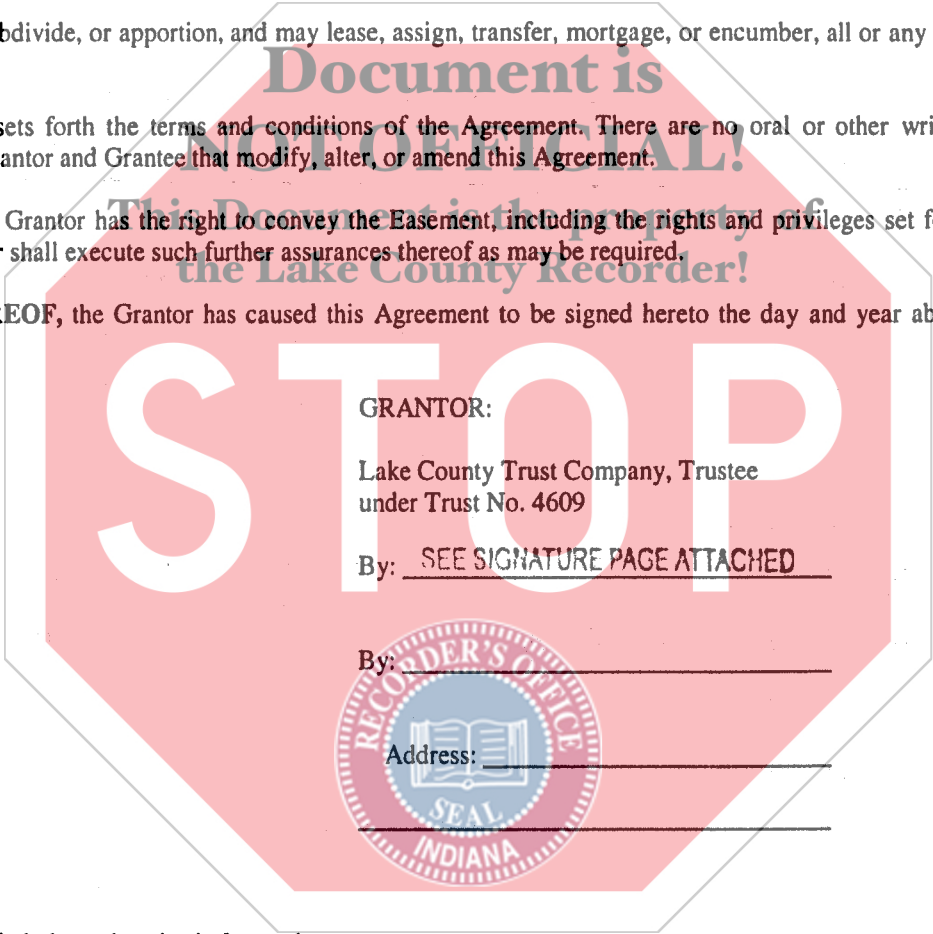 bdivide, or apportion, and may lease, assign, transfer, mortgage, or encumber, all or any
Document is
sets forth the terms and conditions of the Agreement. There are no oral or other wri
NOT OFFICIAL!
antor and Grantee that modify, alter, or amend this Agreement.
This Document is the property of
Grantor has the right to convey the Easement, including the rights and privileges set f
shall execute such further assurances thereof as may be required.
the Lake County Recorder!
EOF, the Grantor has caused this Agreement to be signed hereto the day and year ab
STOP
GRANTOR:
Lake County Trust Company, Trustee
under Trust No. 4609
By: SEE SIGNATURE PAGE ATTACHED
By:
RECORDER'S OFFICE
Address:
SEAL
INDIANA